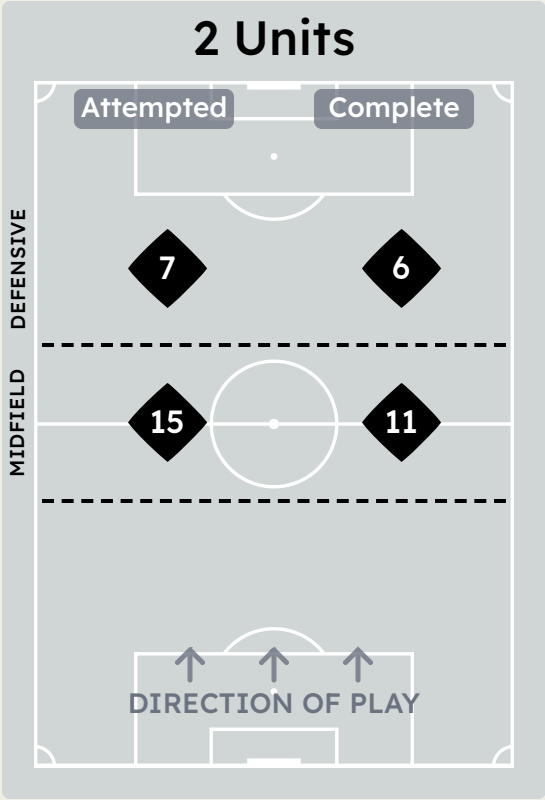 2 Units
Attempted
Complete
DEFENSIVE
7
6
MIDFIELD
15
11
DIRECTION OF PLAY